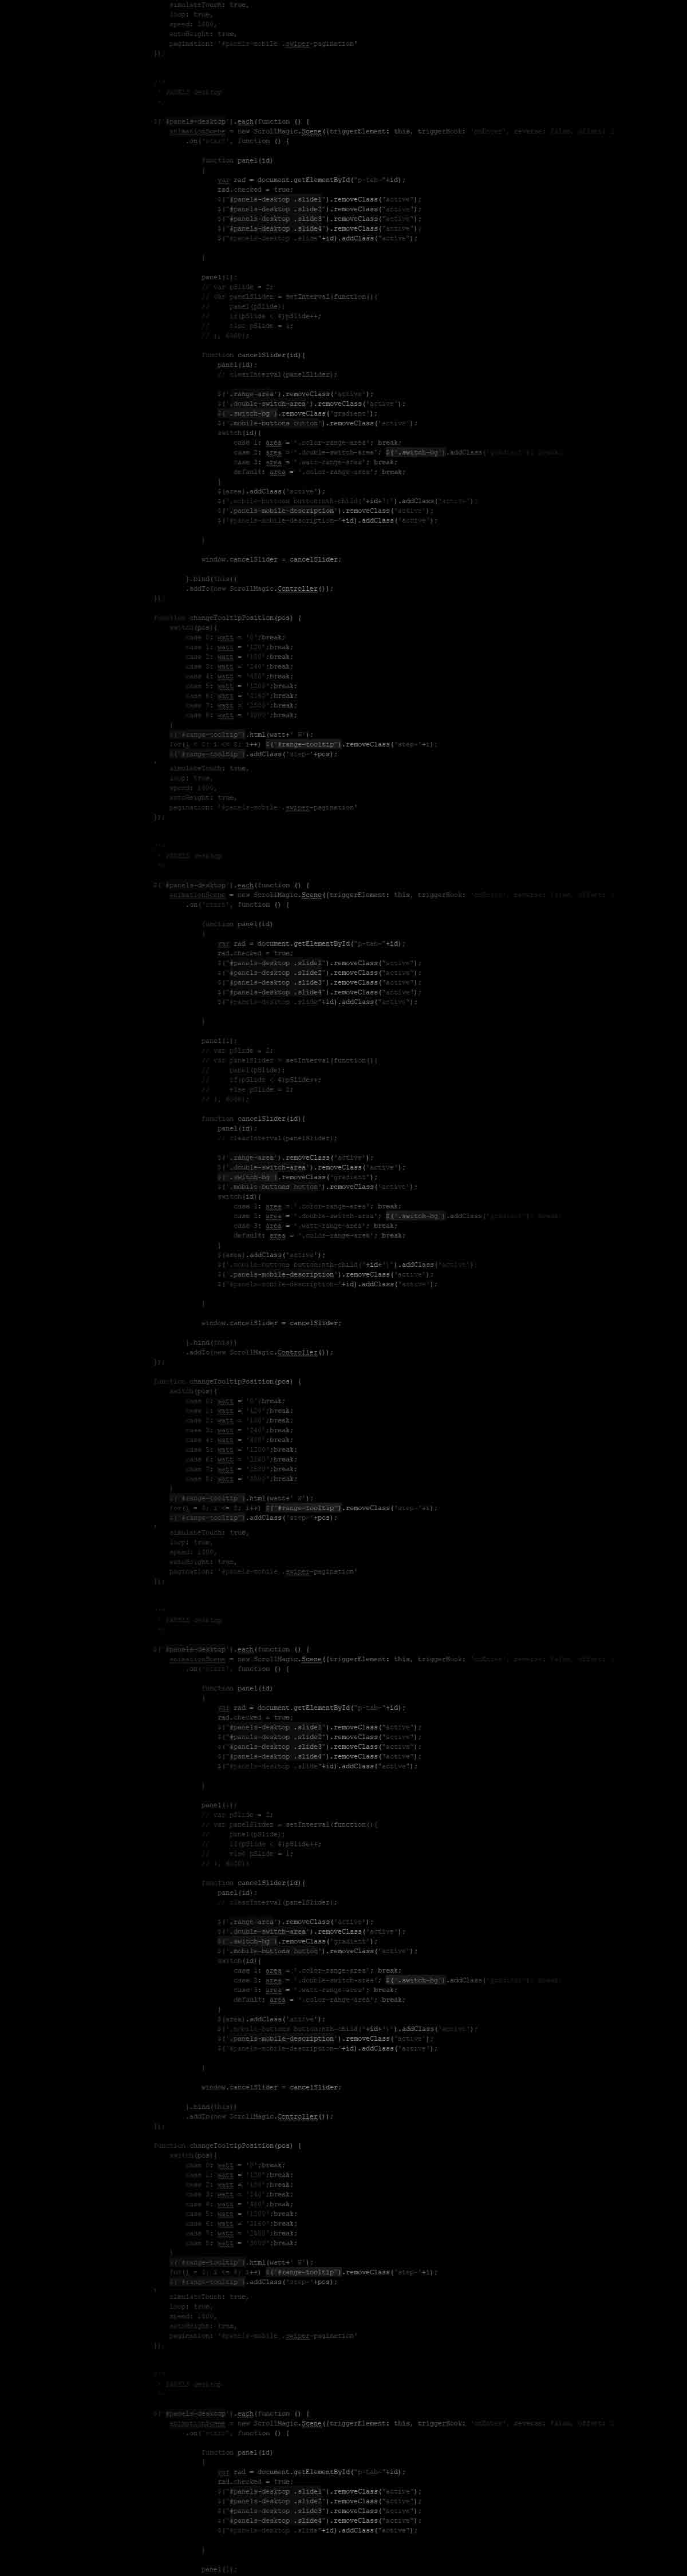 simulateTouch: true,
loop: true,
speed: 1800,
autoHeight: true,
pagination: '#panels-mobile .swiper-pagination'
});
/**
* PANELS desktop
*/
$('#panels-desktop').each(function () {
animationScene = new ScrollMagic.Scene({triggerElement: this, triggerHook: 'onEnter', reverse: false, offset:
.on('start', function () {
function panel(id)
{
var rad = document.getElementById("p-tab-"+id);
rad.checked = true;
$("#panels-desktop .slide1").removeClass("active");
$("#panels-desktop .slide2").removeClass("active");
$("#panels-desktop .slide3").removeClass("active");
$("#panels-desktop .slide4").removeClass("active");
$("#panels-desktop .slide"+id).addClass("active");
}
panel(1);
// var pSlide = 2;
// var panelSlider = setInterval(function(){
// panel(pSlide);
// if(pSlide < 4)pSlide++;
// else pSlide = 1;
// }, 6000);
function cancelSlider(id){
panel(id);
// clearInterval(panelSlider);
$('.range-area').removeClass('active');
$('.double-switch-area').removeClass('active');
$('.switch-bg').removeClass('gradient');
$('.mobile-buttons button').removeClass('active');
switch(id){
case 1: area = '.color-range-area'; break;
case 2: area = '.double-switch-area'; $('.switch-bg').addClass('gradient'); break;
case 3: area = '.watt-range-area'; break;
default: area = '.color-range-area'; break;
}
$(area).addClass('active');
$('.mobile-buttons button:nth-child('+id+')').addClass('active');
$('.panels-mobile-description').removeClass('active');
$('#panels-mobile-description-'+id).addClass('active');
}
window.cancelSlider = cancelSlider;
}.bind(this))
.addTo(new ScrollMagic.Controller());
});
function changeTooltipPosition(pos) {
switch(pos){
case 0: watt = '0';break;
case 1: watt = '120';break;
case 2: watt = ;break;
case 3: watt = '240';break;
case 4: watt = ;break;
case 5: watt = '1200';break;
case 6: watt = '2140';break;
case 7: watt = '2500';break;
case 8: watt = '3000';break;
}
$("#range-tooltip").html(watt+' W');
for(i = 0; i <= 8; i++) $("#range-tooltip").removeClass('step-'+i);
$("#range-tooltip").addClass('step-'+pos);
simulateTouch: true,
loop: true,
speed: 1800,
autoHeight: true,
pagination: '#panels-mobile .swiper-pagination'
});
/**
* PANELS desktop
*/
$('#panels-desktop').each(function () {
animationScene = new ScrollMagic.Scene({triggerElement: this, triggerHook: 'onEnter', reverse: false, offset:
.on('start', function () {
function panel(id)
{
var rad = document.getElementById("p-tab-"+id);
rad.checked = true;
$("#panels-desktop .slide1").removeClass("active");
$("#panels-desktop .slide2").removeClass("active");
$("#panels-desktop .slide3").removeClass("active");
$("#panels-desktop .slide4").removeClass("active");
$("#panels-desktop .slide"+id).addClass("active");
}
panel(1);
// var pSlide = 2;
// var panelSlider = setInterval(function(){
// panel(pSlide);
// if(pSlide < 4)pSlide++;
// else pSlide = 1;
// }, 6000);
function cancelSlider(id){
panel(id);
// clearInterval(panelSlider);
$('.range-area').removeClass('active');
$('.double-switch-area').removeClass('active');
$('.switch-bg').removeClass('gradient');
$('.mobile-buttons button').removeClass('active');
switch(id){
case 1: area = '.color-range-area'; break;
case 2: area = '.double-switch-area'; $('.switch-bg').addClass('gradient'); break;
case 3: area = '.watt-range-area'; break;
default: area = '.color-range-area'; break;
}
$(area).addClass('active');
$('.mobile-buttons button:nth-child('+id+')').addClass('active');
$('.panels-mobile-description').removeClass('active');
$('#panels-mobile-description-'+id).addClass('active');
}
window.cancelSlider = cancelSlider;
}.bind(this))
.addTo(new ScrollMagic.Controller());
});
function changeTooltipPosition(pos) {
switch(pos){
case 0: watt = '0';break;
case 1: watt = '120';break;
case 2: watt = ;break;
case 3: watt = '240';break;
case 4: watt = ;break;
case 5: watt = '1200';break;
case 6: watt = '2140';break;
case 7: watt = '2500';break;
case 8: watt = '3000';break;
}
$("#range-tooltip").html(watt+' W');
for(i = 0; i <= 8; i++) $("#range-tooltip").removeClass('step-'+i);
$("#range-tooltip").addClass('step-'+pos);
simulateTouch: true,
loop: true,
speed: 1800,
autoHeight: true,
pagination: '#panels-mobile .swiper-pagination'
});
/**
* PANELS desktop
*/
$('#panels-desktop').each(function () {
animationScene = new ScrollMagic.Scene({triggerElement: this, triggerHook: 'onEnter', reverse: false, offset:
.on('start', function () {
function panel(id)
{
var rad = document.getElementById("p-tab-"+id);
rad.checked = true;
$("#panels-desktop .slide1").removeClass("active");
$("#panels-desktop .slide2").removeClass("active");
$("#panels-desktop .slide3").removeClass("active");
$("#panels-desktop .slide4").removeClass("active");
$("#panels-desktop .slide"+id).addClass("active");
}
panel(1);
// var pSlide = 2;
// var panelSlider = setInterval(function(){
// panel(pSlide);
// if(pSlide < 4)pSlide++;
// else pSlide = 1;
// }, 6000);
function cancelSlider(id){
panel(id);
// clearInterval(panelSlider);
$('.range-area').removeClass('active');
$('.double-switch-area').removeClass('active');
$('.switch-bg').removeClass('gradient');
$('.mobile-buttons button').removeClass('active');
switch(id){
case 1: area = '.color-range-area'; break;
case 2: area = '.double-switch-area'; $('.switch-bg').addClass('gradient'); break;
case 3: area = '.watt-range-area'; break;
default: area = '.color-range-area'; break;
}
$(area).addClass('active');
$('.mobile-buttons button:nth-child('+id+')').addClass('active');
$('.panels-mobile-description').removeClass('active');
$('#panels-mobile-description-'+id).addClass('active');
}
window.cancelSlider = cancelSlider;
}.bind(this))
.addTo(new ScrollMagic.Controller());
});
function changeTooltipPosition(pos) {
switch(pos){
case 0: watt = '0';break;
case 1: watt = '120';break;
case 2: watt = ;break;
case 3: watt = '240';break;
case 4: watt = ;break;
case 5: watt = '1200';break;
case 6: watt = '2140';break;
case 7: watt = '2500';break;
case 8: watt = '3000';break;
}
$("#range-tooltip").html(watt+' W');
for(i = 0; i <= 8; i++) $("#range-tooltip").removeClass('step-'+i);
$("#range-tooltip").addClass('step-'+pos);
simulateTouch: true,
loop: true,
speed: 1800,
autoHeight: true,
pagination: '#panels-mobile .swiper-pagination'
});
/**
* PANELS desktop
*/
$('#panels-desktop').each(function () {
animationScene = new ScrollMagic.Scene({triggerElement: this, triggerHook: 'onEnter', reverse: false, offset:
.on('start', function () {
function panel(id)
{
var rad = document.getElementById("p-tab-"+id);
rad.checked = true;
$("#panels-desktop .slide1").removeClass("active");
$("#panels-desktop .slide2").removeClass("active");
$("#panels-desktop .slide3").removeClass("active");
$("#panels-desktop .slide4").removeClass("active");
$("#panels-desktop .slide"+id).addClass("active");
}
panel(1);